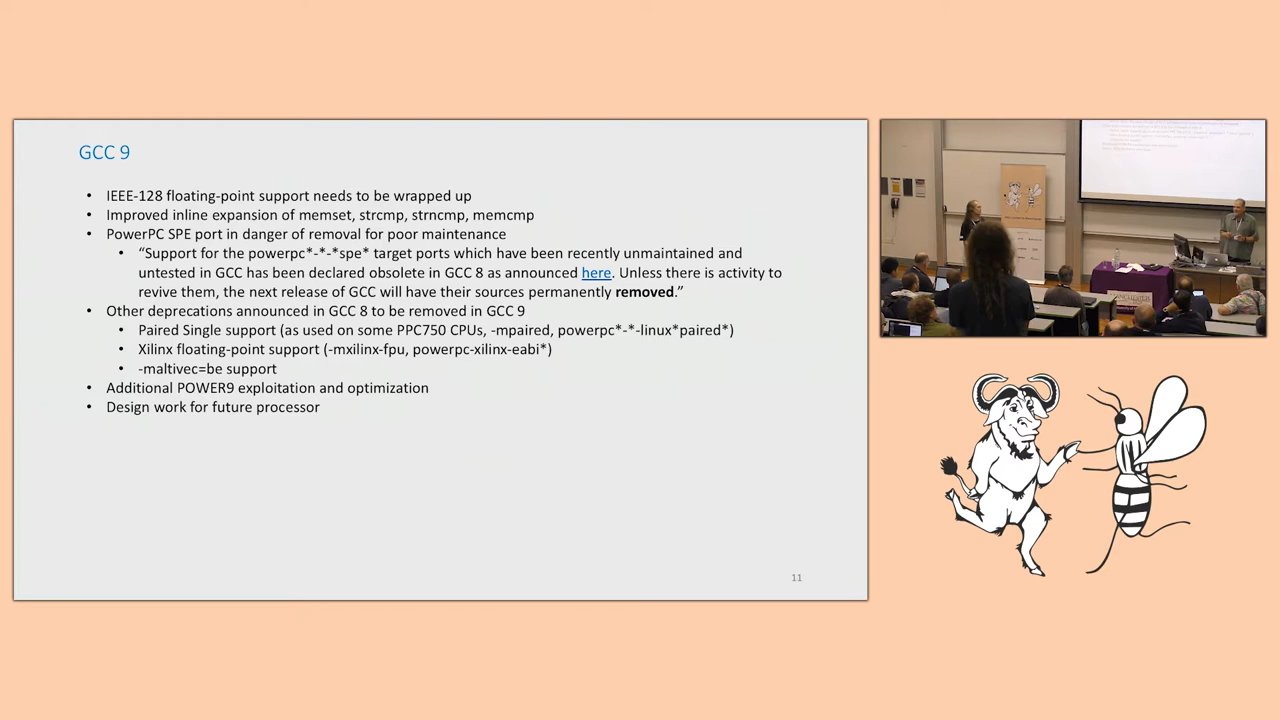 GCC 9
• IEEE-128 floating-point support needs to be wrapped up
• Improved inline expansion of memset, strcmp, strncmp, memcmp
• PowerPC SPE port in danger of removal for poor maintenance
• “Support for the powerpc*-*-*spe* target ports which have been recently unmaintained and
untested in GCC has been declared obsolete in GCC 8 as announced here. Unless there is activity to
revive them, the next release of GCC will have their sources permanently removed.”
• Other deprecations announced in GCC 8 to be removed in GCC 9
• Paired Single support (as used on some PPC750 CPUs, -mpaired, powerpc*-*-linux*paired*)
• Xilinx floating-point support (-mxilinx-fpu, powerpc-xilinx-eabi*)
• -maltivec=be support
• Additional POWER9 exploitation and optimization
• Design work for future processor
11